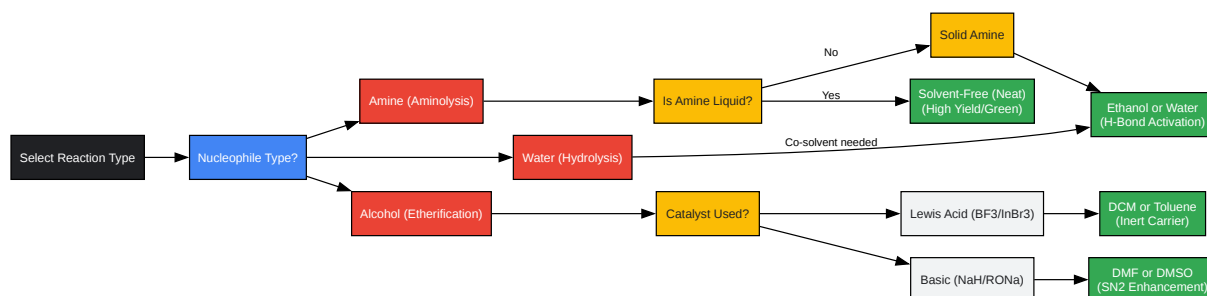 Solid Amine
No
Amine (Aminolysis)
Is Amine Liquid?
Yes
Solvent-Free (Neat)
(High Yield/Green)
Ethanol or Water
(H-Bond Activation)
Select Reaction Type
Nucleophile Type?
Water (Hydrolysis)
Co-solvent needed
Alcohol (Etherification)
Catalyst Used?
Lewis Acid (BF3/InBr3)
DCM or Toluene
(Inert Carrier)
Basic (NaH/RONa)
DMF or DMSO
(SN2 Enhancement)